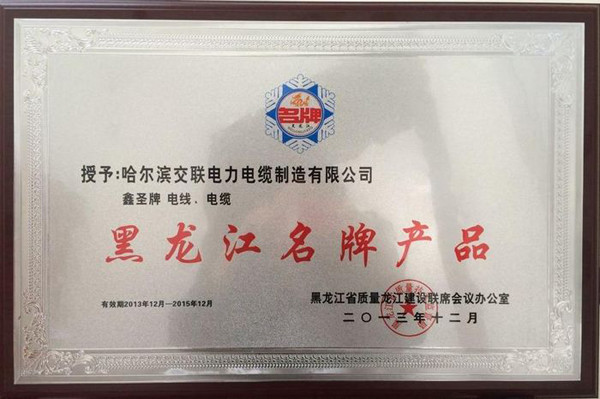 名牌
授予:哈尔滨交联电力电缆制造有限公司
鑫圣牌 电线、电缆
黑龙江名牌产品
有效期2013年12月—2015年12月
黑龙江省质量龙江建设联席会议办公室
二〇一三年十二月